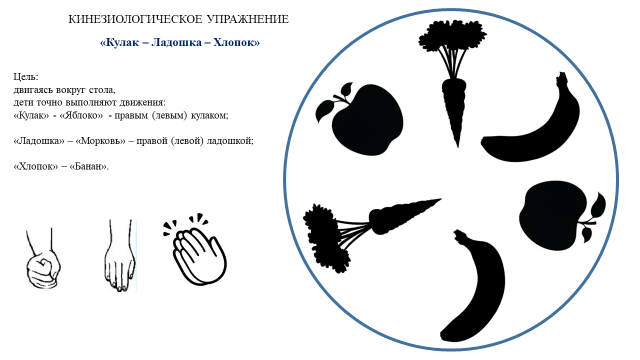 КИНЕЗИОЛОГИЧЕСКОЕ УПРАЖНЕНИЕ
«Кулак – Ладошка – Хлопок»
Цель:
двигаясь вокруг стола,
дети точно выполняют движения:
«Кулак» - «Яблоко» - правым (левым) кулаком;
«Ладошка» – «Морковь» – правой (левой) ладошкой;
«Хлопок» – «Банан».